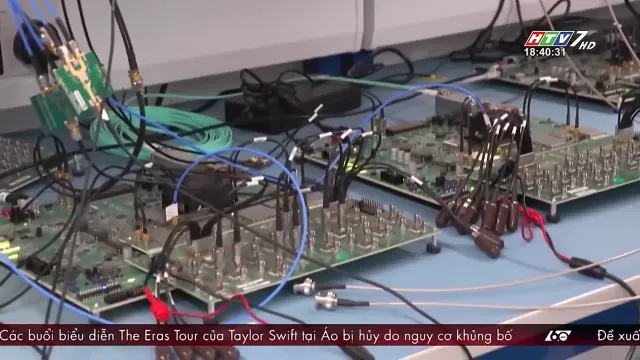 HTV7 HD
18:40:31
Các buổi biểu diễn The Eras Tour của Taylor Swift tại Áo bị hủy do nguy cơ khủng bố
Đề xuấ